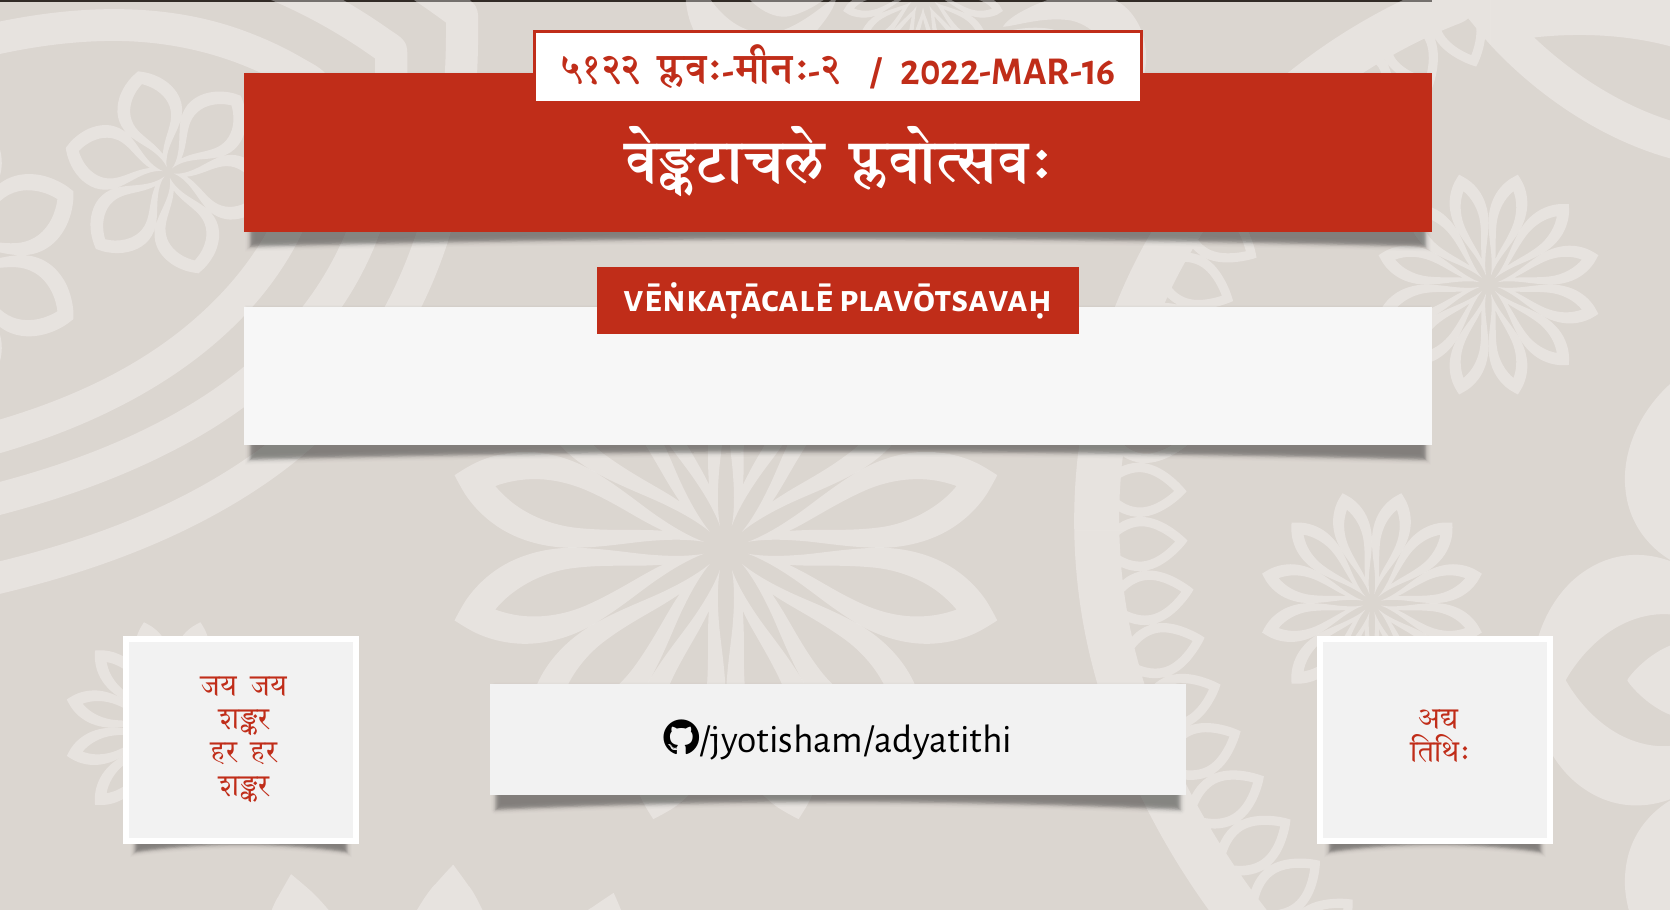 ५१२२ प्लवः-मीनः-२ / 2022-MAR-16
वेङ्कटाचले प्लवोत्सवः
VĒṄKAṬĀCALĒ PLAVŌTSAVAḤ
जय जय
शङ्कर
हर हर
शङ्कर
/jyotisham/adyatithi
अद्य
तिथिः